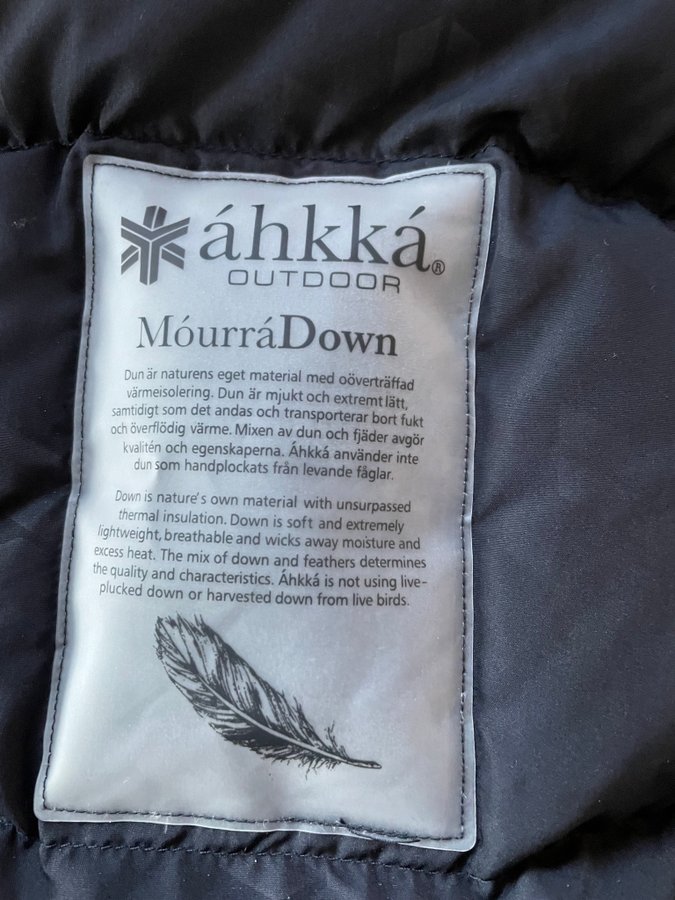 áhkká®
OUTDOOR
MóurráDown
Dun är naturens eget material med oöverträffad
värmeisolering. Dun är mjukt och extremt lätt,
samtidigt som det andas och transporterar bort fukt
och överflödig värme. Mixen av dun och fjäder avgör
kvalitén och egenskaperna. Áhkká använder inte
dun som handplockats från levande fåglar.
Down is nature's own material with unsurpassed
thermal insulation. Down is soft and extremely
lightweight, breathable and wicks away moisture and
excess heat. The mix of down and feathers determines
the quality and characteristics. Áhkká is not using live-
plucked down or harvested down from live birds.